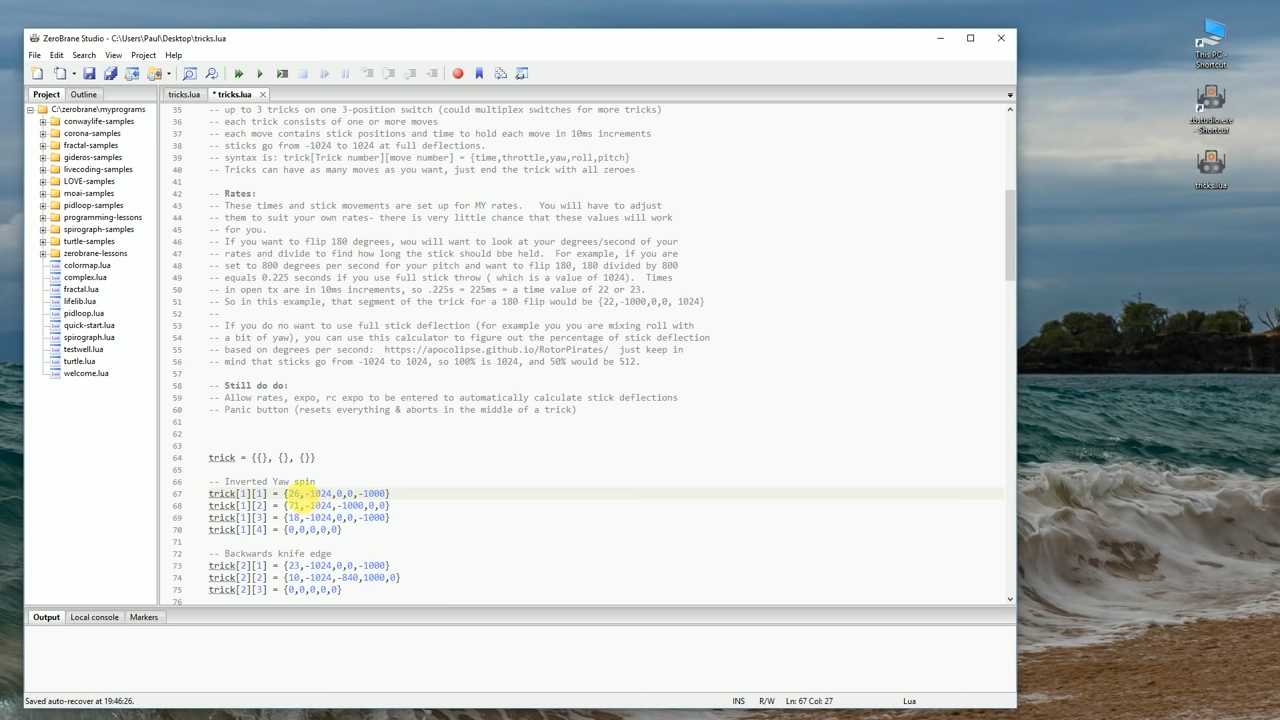 ZeroBrane Studio - C:\Users\Paul\Desktop\tricks.lua
File Edit Search View Project Help
Project Outline
tricks.lua
* tricks.lua
C:\zerobrane\myprograms
conwaylife-samples
corona-samples
fractal-samples
gideros-samples
livecoding-samples
LOVE-samples
moai-samples
pidloop-samples
programming-lessons
spirograph-samples
turtle-samples
zerobrane-lessons
colormap.lua
complex.lua
fractal.lua
lifelib.lua
pidloop.lua
quick-start.lua
spirograph.lua
testwell.lua
turtle.lua
welcome.lua
35 -- up to 3 tricks on one 3-position switch (could multiplex switches for more tricks)
36 -- each trick consists of one or more moves
37 -- each move contains stick positions and time to hold each move in 10ms increments
38 -- sticks go from -1024 to 1024 at full deflections.
39 -- syntax is: trick[Trick number][move number] = {time,throttle,yaw,roll,pitch}
40 -- Tricks can have as many moves as you want, just end the trick with all zeroes
41
42 -- Rates:
43 -- These times and stick movements are set up for MY rates. You will have to adjust
44 -- them to suit your own rates- there is very little chance that these values will work
45 -- for you.
46 -- If you want to flip 180 degrees, wou will want to look at your degrees/second of your
47 -- rates and divide to find how long the stick should bbe held. For example, if you are
48 -- set to 800 degrees per second for your pitch and want to flip 180, 180 divided by 800
49 -- equals 0.225 seconds if you use full stick throw ( which is a value of 1024). Times
50 -- in open tx are in 10ms increments, so .225s = 225ms = a time value of 22 or 23.
51 -- So in this example, that segment of the trick for a 180 flip would be {22,-1000,0,0, 1024}
52 --
53 -- If you do no want to use full stick deflection (for example you you are mixing roll with
54 -- a bit of yaw), you can use this calculator to figure out the percentage of stick deflection
55 -- based on degrees per second: https://apocolipse.github.io/RotorPirates/ just keep in
56 -- mind that sticks go from -1024 to 1024, so 100% is 1024, and 50% would be 512.
57
58 -- Still do do:
59 -- Allow rates, expo, rc expo to be entered to automatically calculate stick deflections
60 -- Panic button (resets everything & aborts in the middle of a trick)
61
62
63
64 trick = {{}, {}, {}}
65
66 -- Inverted Yaw spin
67 trick[1][1] = {26,-1024,0,0,-1000}
68 trick[1][2] = {71,-1024,-1000,0,0}
69 trick[1][3] = {18,-1024,0,0,-1000}
70 trick[1][4] = {0,0,0,0,0}
71
72 -- Backwards knife edge
73 trick[2][1] = {23,-1024,0,0,-1000}
74 trick[2][2] = {10,-1024,-840,1000,0}
75 trick[2][3] = {0,0,0,0,0}
76
Output Local console Markers
Saved auto-recover at 19:46:26.
INS R/W Ln: 67 Col: 27 Lua
This PC -
Shortcut
zbstudio.exe
- Shortcut
tricks.lua